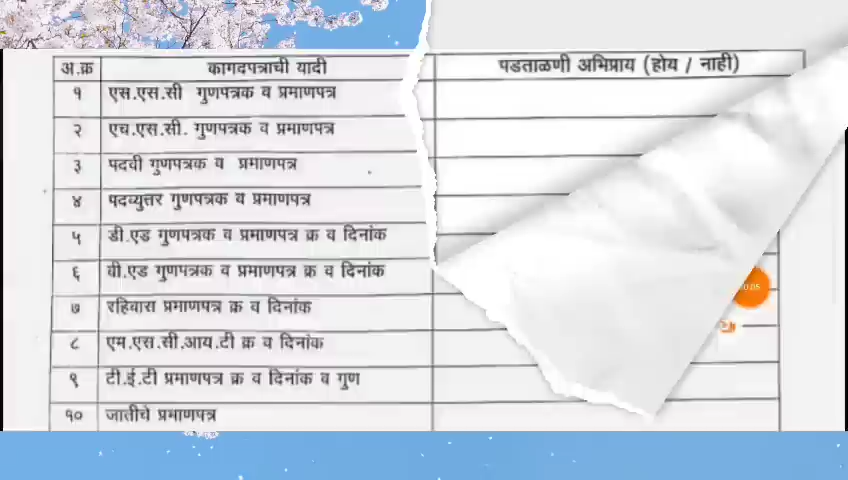 अ.क्र कागदपत्राची यादी पडताळणी अभिप्राय (होय / नाही)
१ एस.एस.सी गुणपत्रक व प्रमाणपत्र
२ एच.एस.सी. गुणपत्रक व प्रमाणपत्र
३ पदवी गुणपत्रक व प्रमाणपत्र
४ पदव्युत्तर गुणपत्रक व प्रमाणपत्र
५ डी.एड गुणपत्रक व प्रमाणपत्र क्र व दिनांक
६ बी.एड गुणपत्रक व प्रमाणपत्र क्र व दिनांक
७ रहिवासा प्रमाणपत्र क्र व दिनांक
८ एम.एस.सी.आय.टी क्र व दिनांक
९ टी.ई.टी प्रमाणपत्र क्र व दिनांक व गुण
१० जातीचे प्रमाणपत्र
0:05